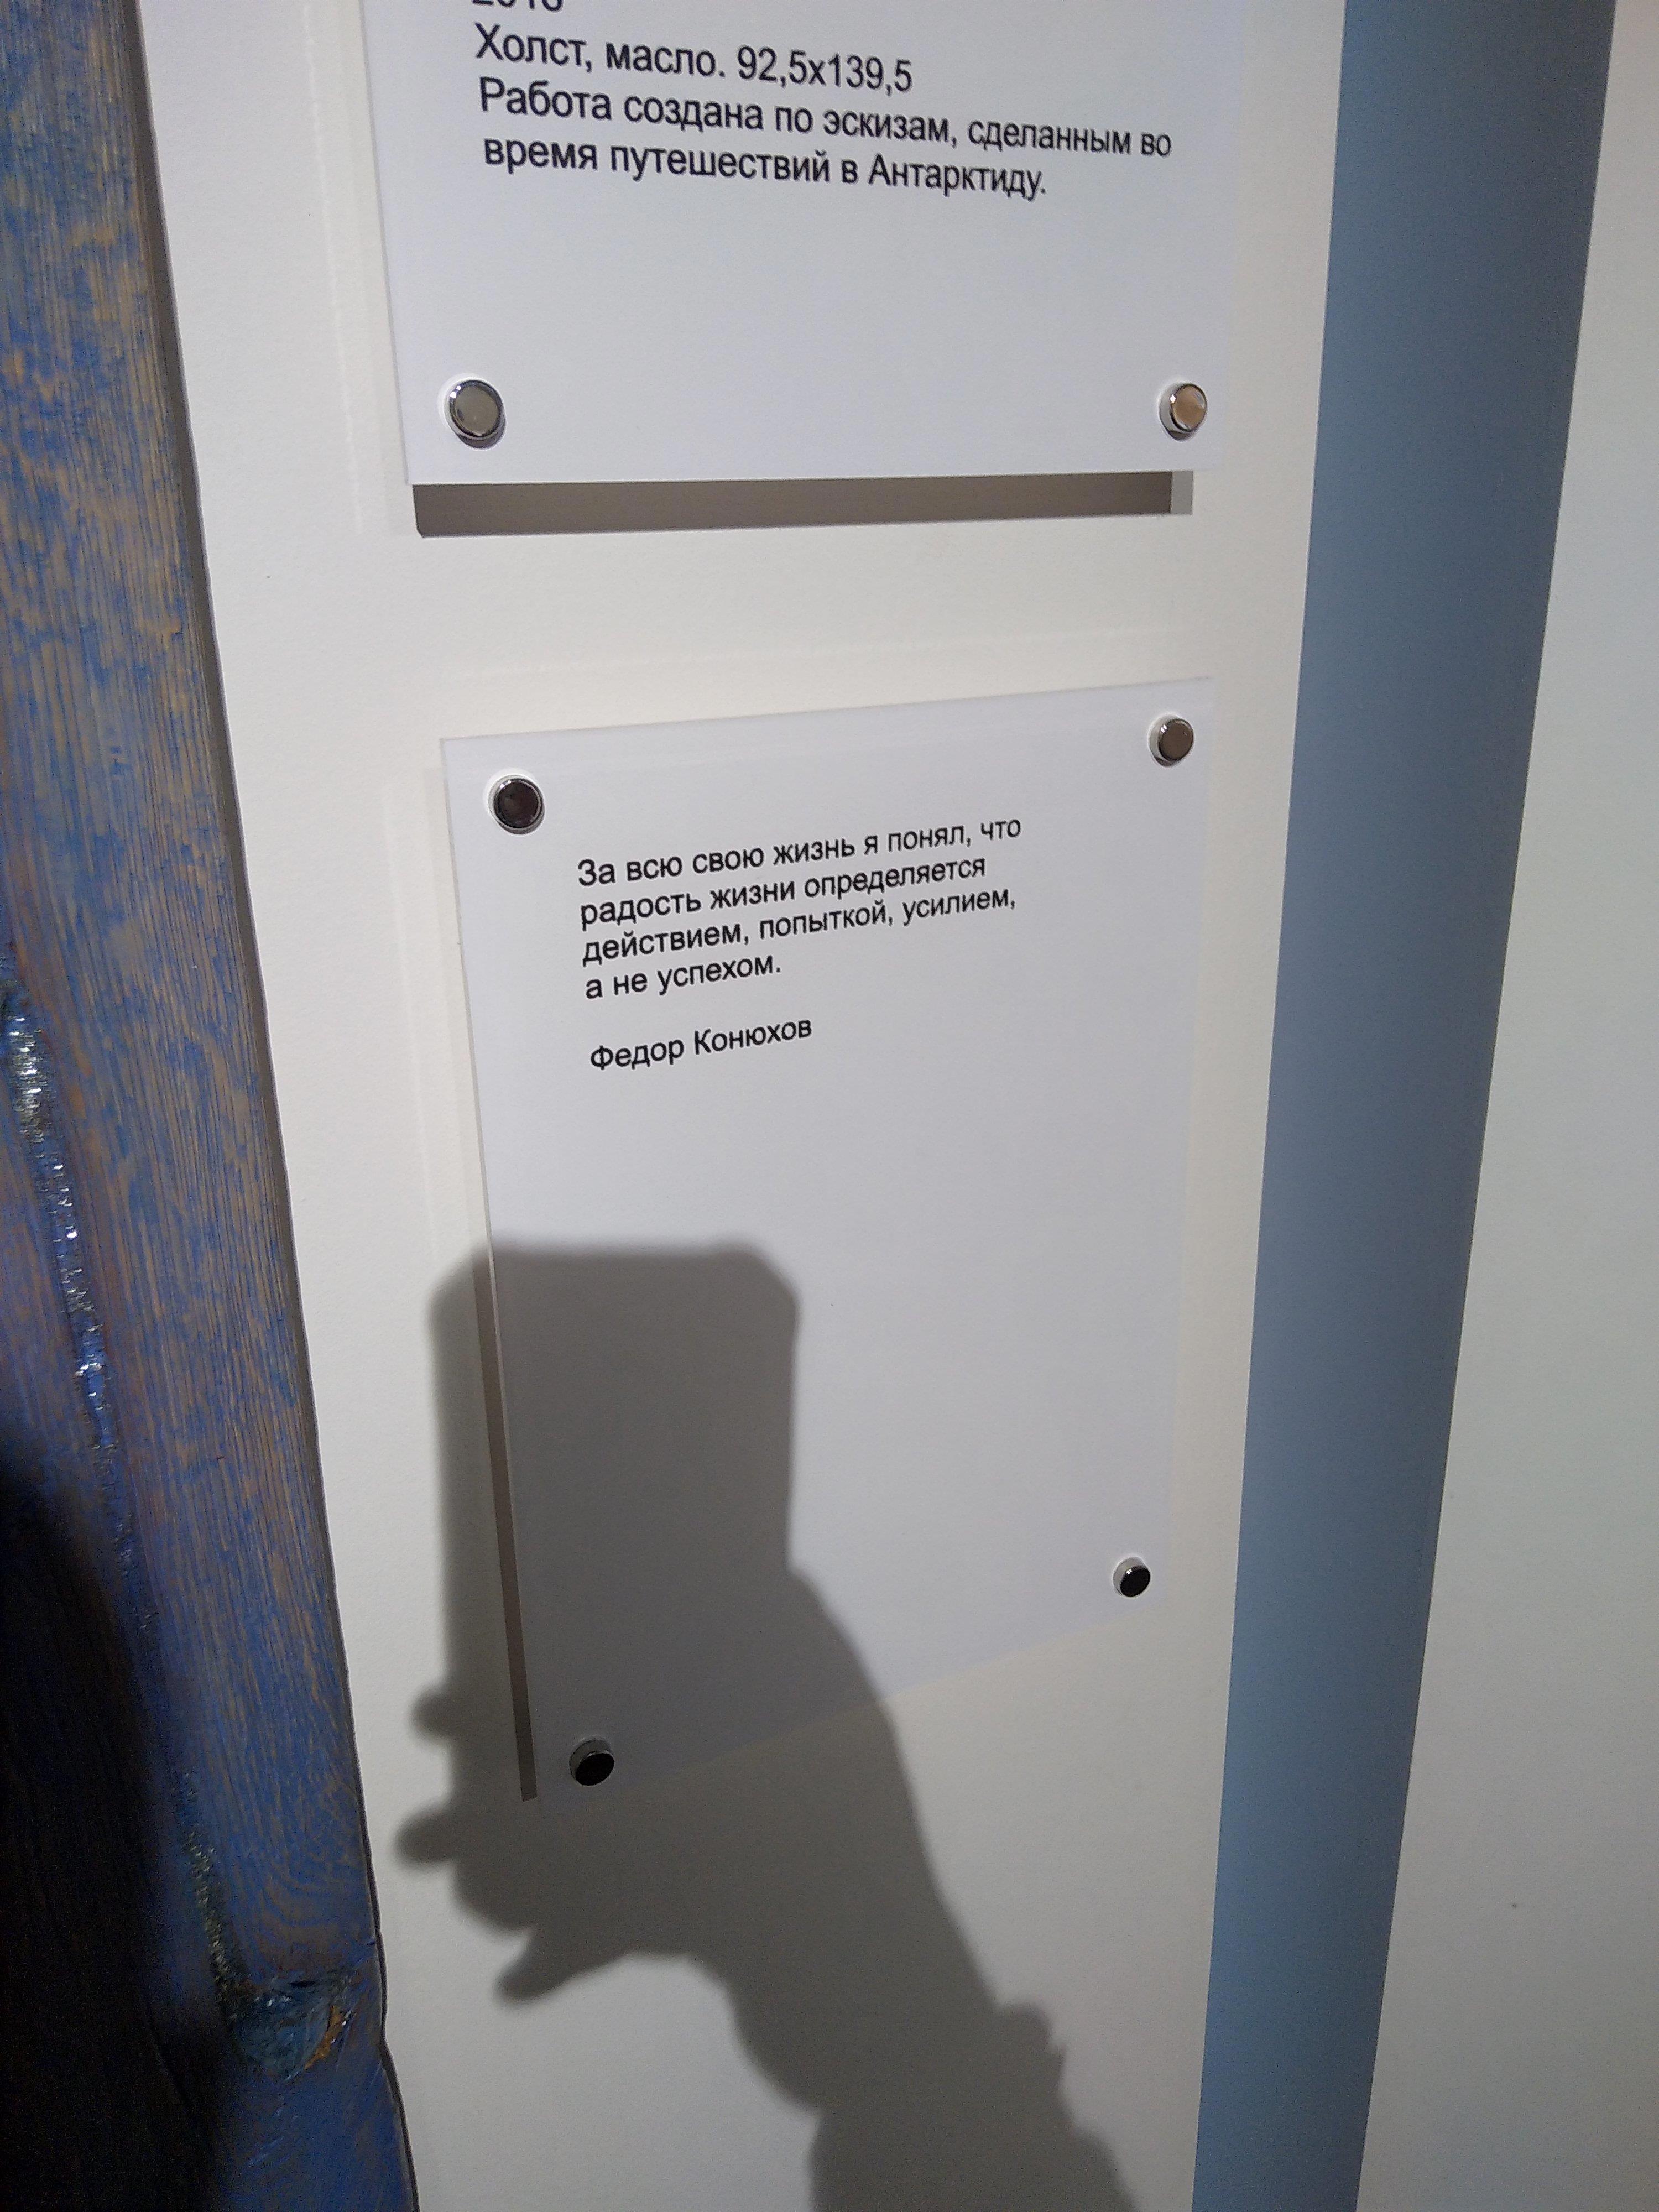 Холст, масло. 92,5х139,5
Работа создана по эскизам, сделанным во
время путешествий в Антарктиду.
За всю свою жизнь я понял, что
радость жизни определяется
действием, попыткой, усилием,
а не успехом.
Федор Конюхов